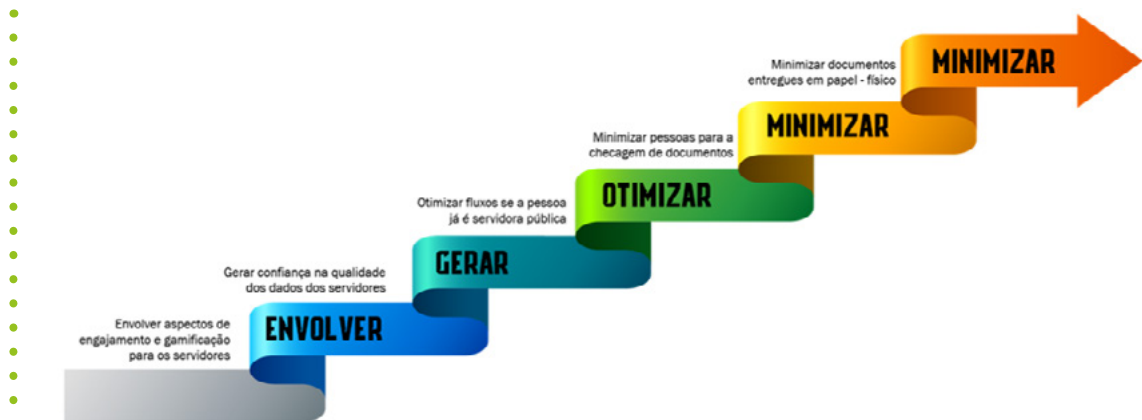 Minimizar documentos
entregues em papel - físico
MINIMIZAR
Minimizar pessoas para a
checagem de documentos
MINIMIZAR
Otimizar fluxos se a pessoa
já é servidora pública
OTIMIZAR
Gerar confiança na qualidade
dos dados dos servidores
GERAR
Envolver aspectos de
engajamento e gamificação
para os servidores
ENVOLVER